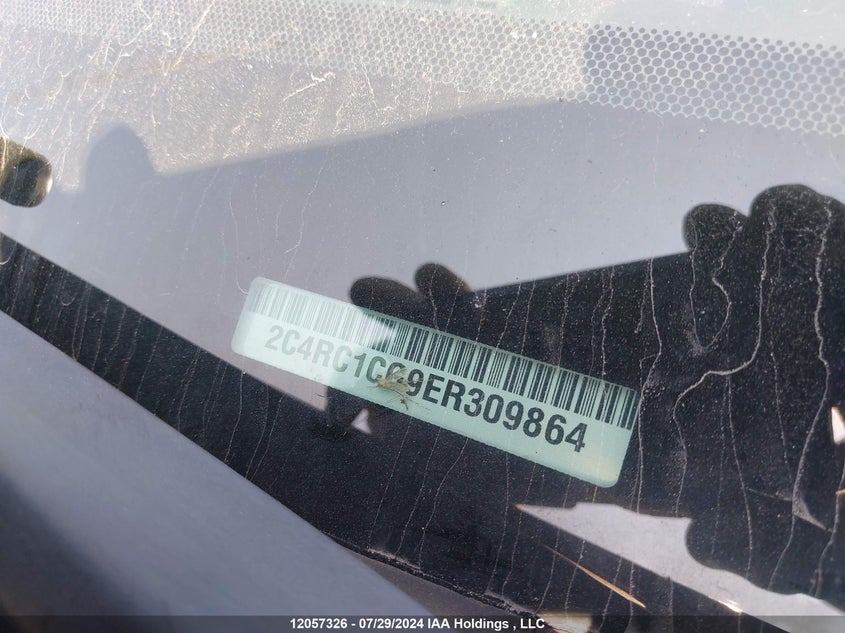 2C4RC1CG9ER309864
12057326 - 07/29/2024 IAA Holdings , LLC